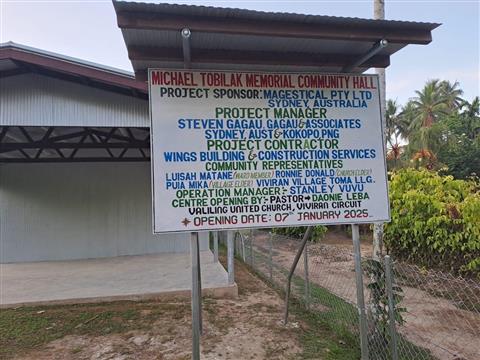 MICHAEL TOBILAK MEMORIAL COMMUNITY HALL
PROJECT SPONSOR:- MAGESTICAL PTY LTD
SYDNEY, AUSTRALIA
PROJECT MANAGER
STEVEN GAGAU, GAGAU & ASSOCIATES
SYDNEY, AUST & KOKOPO, PNG
PROJECT CONTRACTOR
WINGS BUILDING & CONSTRUCTION SERVICES
COMMUNITY REPRESENTATIVES
LUISAH MATANE (WARD MEMBER) RONNIE DONALD (CHURCH ELDER)
PUIA MIKA (VILLAGE ELDER) VIVIRAN VILLAGE TOMA LLG.
OPERATION MANAGER:- STANLEY VUVU
CENTRE OPENING BY:- PASTOR DAONIE LEBA
VALILING UNITED CHURCH, VIVIRAN CIRCUIT
OPENING DATE: 07TH JANUARY 2025